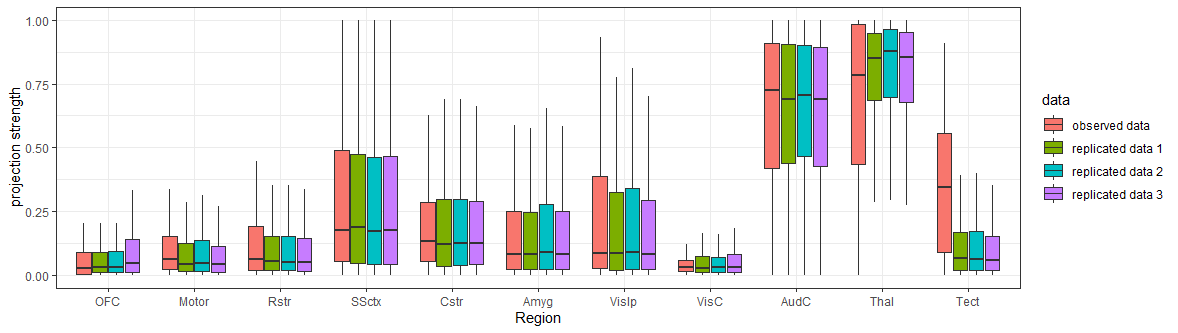 projection strength
1.00
0.75
0.50
0.25
0.00
OFC
Motor
Rstr
SSctx
Cstr
Amyg
VisIp
VisC
AudC
Thal
Tect
Region
data
observed data
replicated data 1
replicated data 2
replicated data 3